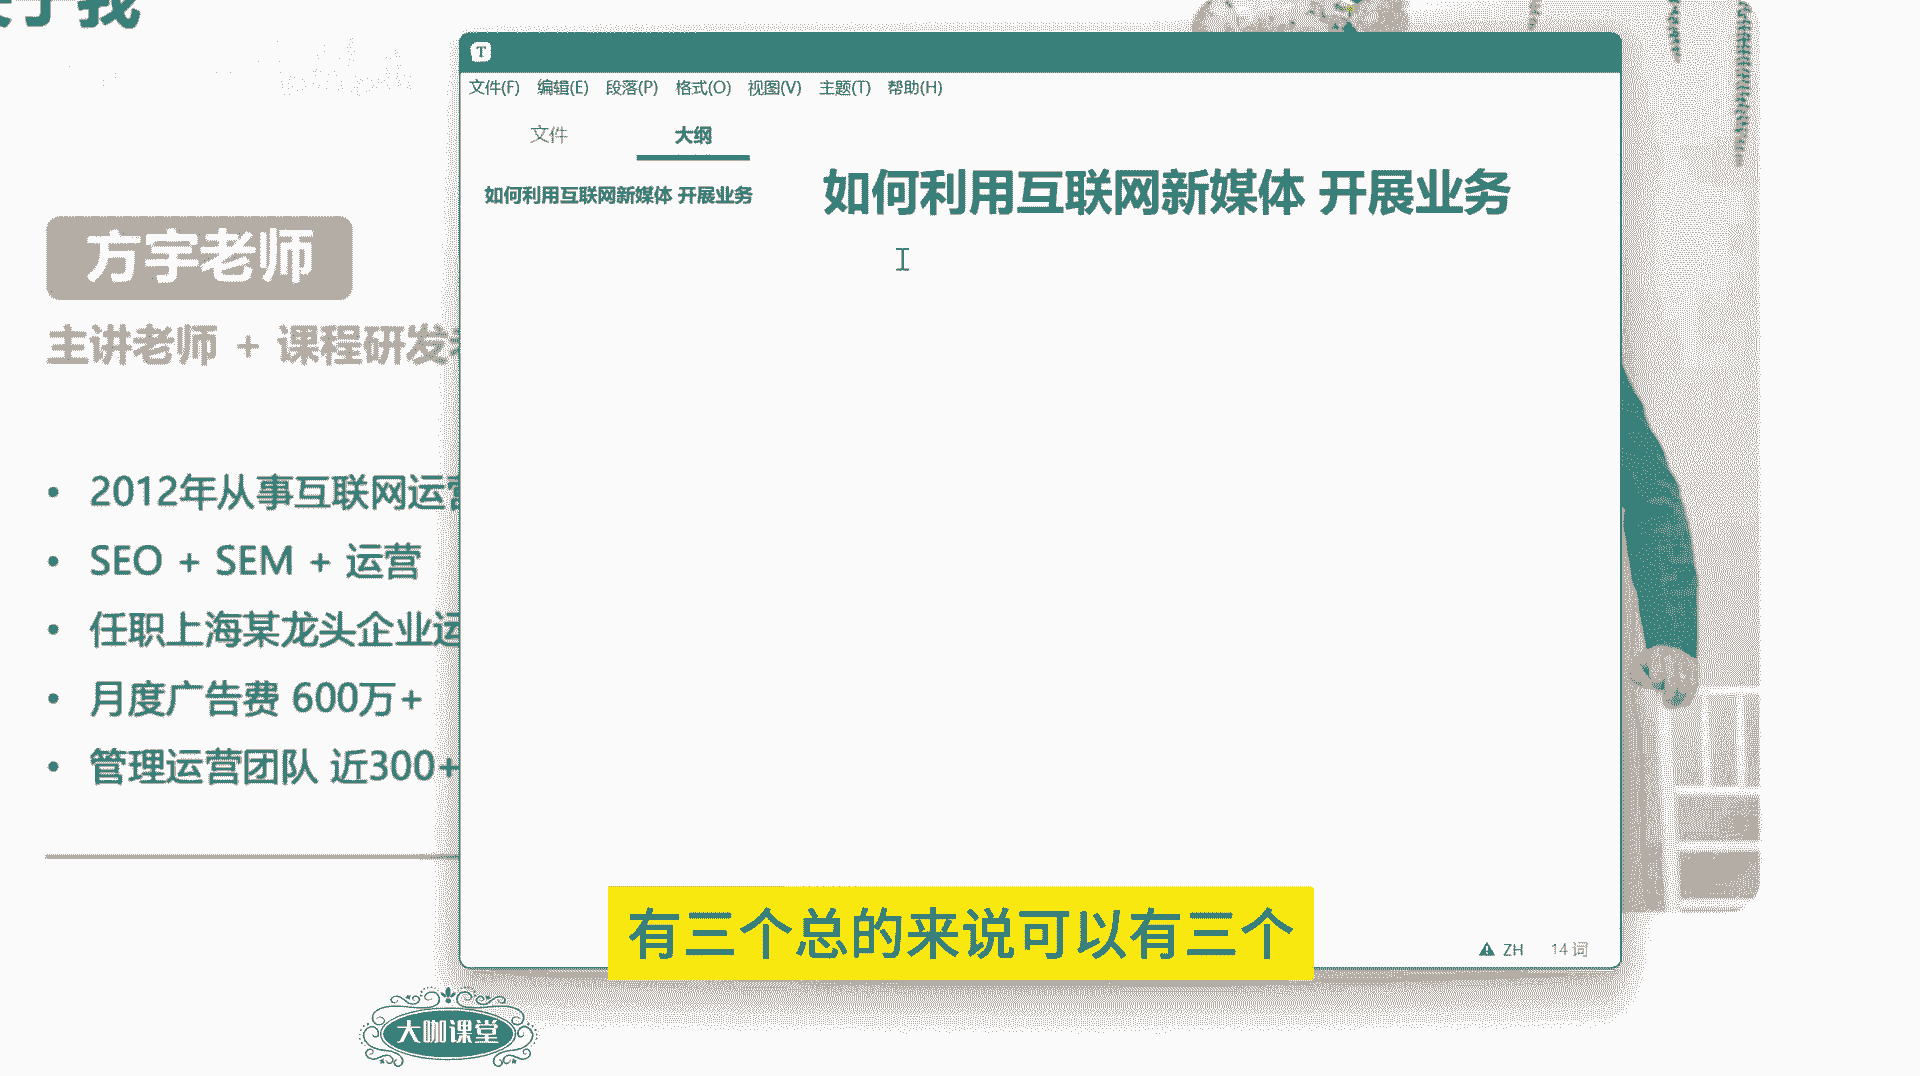 我
文件(F) 编辑(E) 段落(P) 格式(O) 视图(V) 主题(T) 帮助(H)
文件 大纲
如何利用互联网新媒体 开展业务
如何利用互联网新媒体 开展业务
方宇老师
主讲老师 + 课程研发
• 2012年从事互联网运营
• SEO + SEM + 运营
• 任职上海某龙头企业运
• 月度广告费 600万+
• 管理运营团队 近300+
有三个总的来说可以有三个
ZH 14 词
大咖课堂